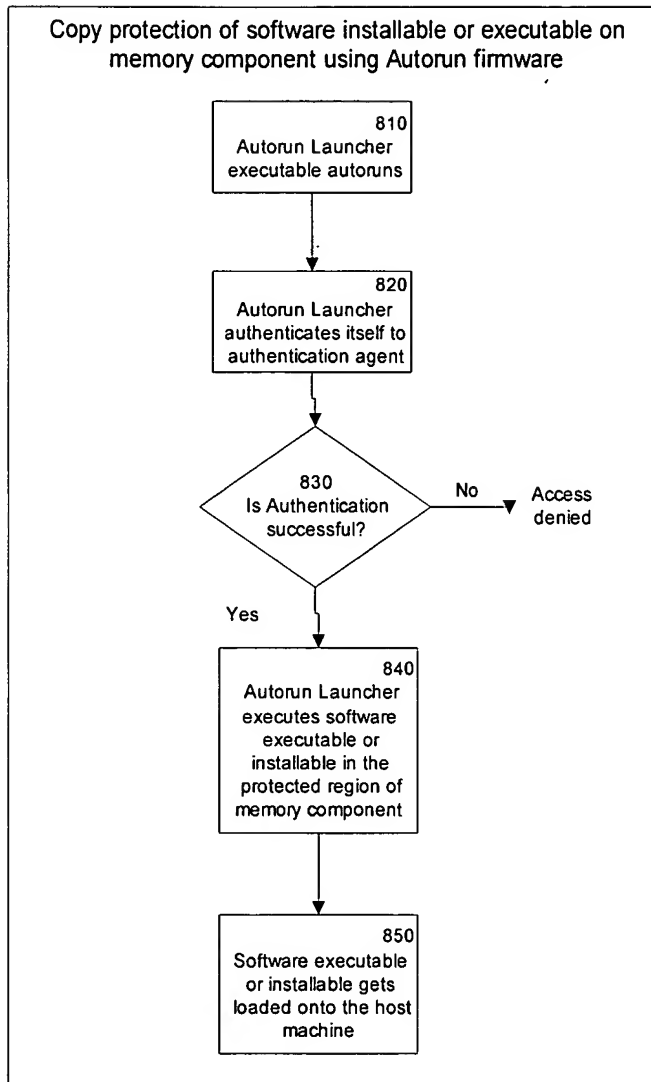 Copy protection of software installable or executable on
memory component using Autorun firmware
810
Autorun Launcher
executable autoruns
820
Autorun Launcher
authenticates itself to
authentication agent
830
Is Authentication
successful?
No
Access
denied
Yes
840
Autorun Launcher
executes software
executable or
installable in the
protected region of
memory component
850
Software executable
or installable gets
loaded onto the host
machine